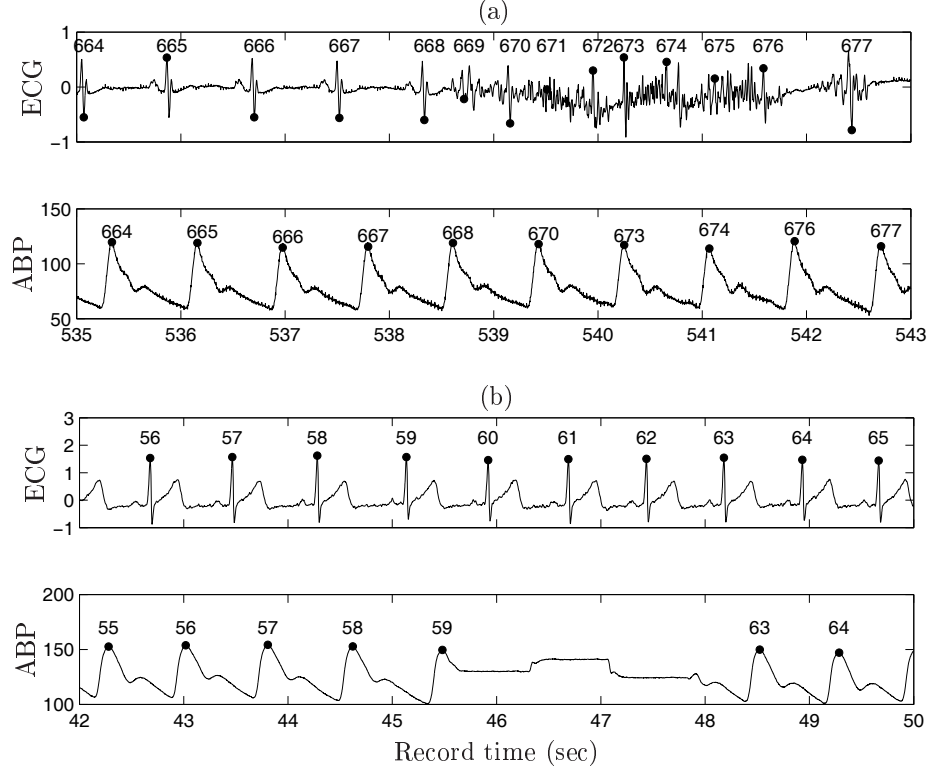 (a)
664 665 666 667 668 669 670 671 672 673 674 675 676 677
1
0
−1
ECG
664 665 666 667 668 670 673 674 676 677
150
100
50
ABP
535 536 537 538 539 540 541 542 543
(b)
56 57 58 59 60 61 62 63 64 65
3
2
1
0
−1
ECG
55 56 57 58 59 63 64
200
150
100
ABP
42 43 44 45 46 47 48 49 50
Record time (sec)